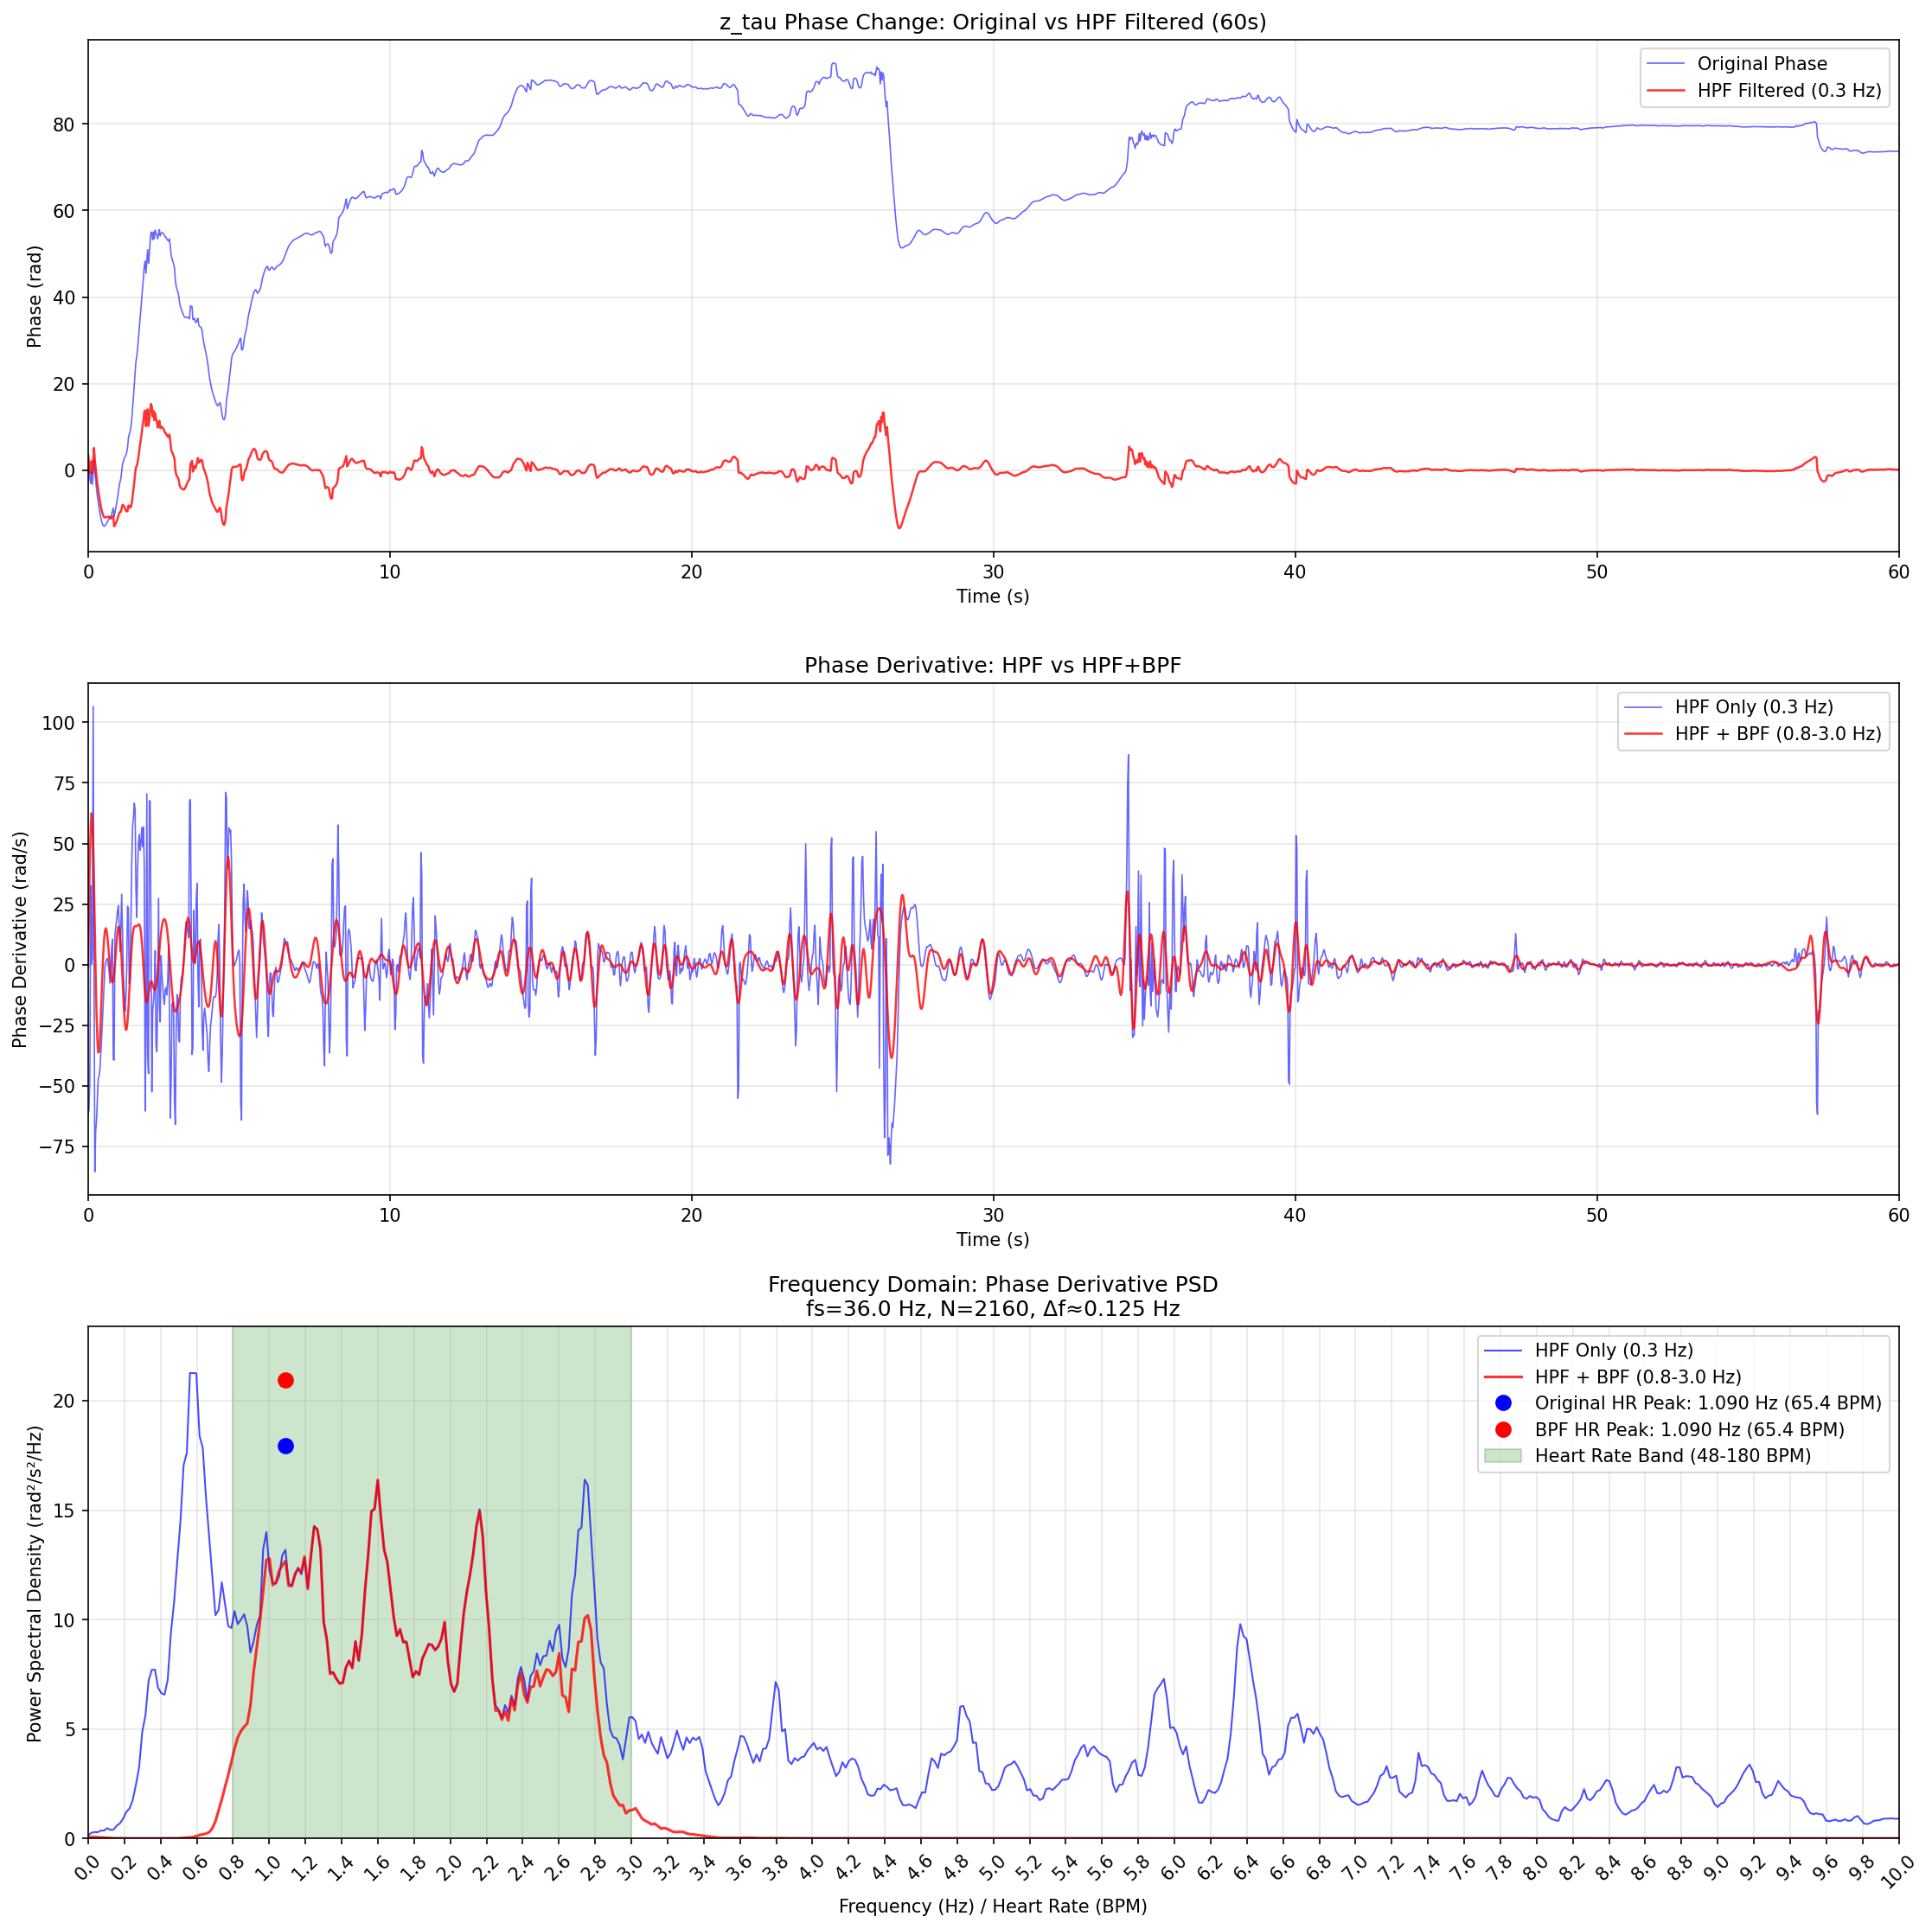 z_tau Phase Change: Original vs HPF Filtered (60s)
Original Phase
HPF Filtered (0.3 Hz)
Phase (rad)
80
60
40
20
0
0 10 20 30 40 50 60
Time (s)
Phase Derivative: HPF vs HPF+BPF
HPF Only (0.3 Hz)
HPF + BPF (0.8-3.0 Hz)
Phase Derivative (rad/s)
100
75
50
25
0
−25
−50
−75
0 10 20 30 40 50 60
Time (s)
Frequency Domain: Phase Derivative PSD
fs=36.0 Hz, N=2160, Δf≈0.125 Hz
HPF Only (0.3 Hz)
HPF + BPF (0.8-3.0 Hz)
Original HR Peak: 1.090 Hz (65.4 BPM)
BPF HR Peak: 1.090 Hz (65.4 BPM)
Heart Rate Band (48-180 BPM)
Power Spectral Density (rad²/s²/Hz)
20
15
10
5
0
0.0 0.2 0.4 0.6 0.8 1.0 1.2 1.4 1.6 1.8 2.0 2.2 2.4 2.6 2.8 3.0 3.2 3.4 3.6 3.8 4.0 4.2 4.4 4.6 4.8 5.0 5.2 5.4 5.6 5.8 6.0 6.2 6.4 6.6 6.8 7.0 7.2 7.4 7.6 7.8 8.0 8.2 8.4 8.6 8.8 9.0 9.2 9.4 9.6 9.8 10.0
Frequency (Hz) / Heart Rate (BPM)